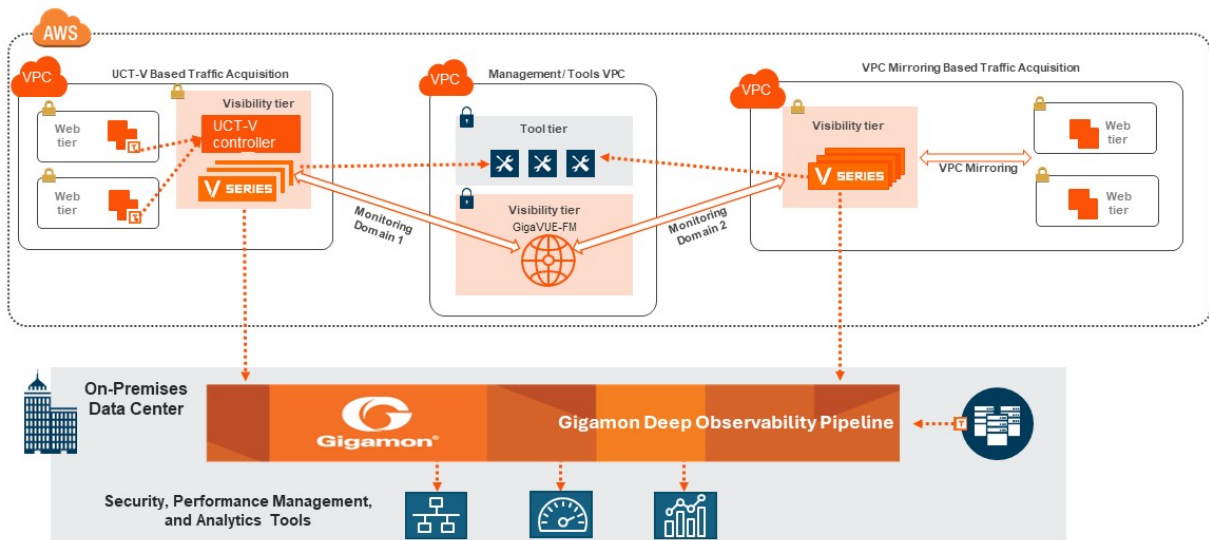 AWS
VPC
UCT-V Based Traffic Acquisition
Web
tier
T
Web
tier
T
Visibility tier
UCT-V
controller
V SERIES
Monitoring
Domain 1
VPC
Management/Tools VPC
Tool tier
Visibility tier
GigaVUE-FM
Monitoring
Domain 2
VPC
VPC Mirroring Based Traffic Acquisition
Visibility tier
V SERIES
VPC Mirroring
Web
tier
Web
tier
On-Premises
Data Center
Gigamon®
Gigamon Deep Observability Pipeline
T
Security, Performance Management,
and Analytics Tools